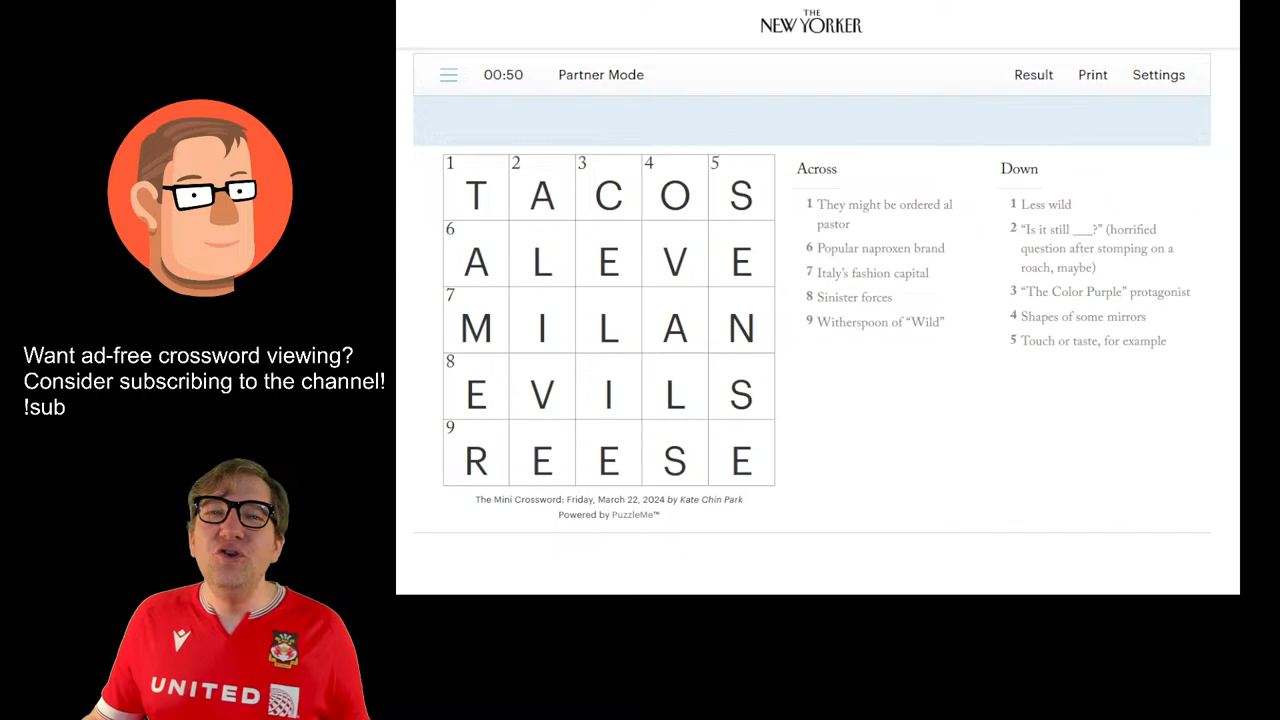 THE
NEW YORKER
00:50 Partner Mode Result Print Settings
1 2 3 4 5
T A C O S
6
A L E V E
7
M I L A N
8
E V I L S
9
R E E S E
The Mini Crossword: Friday, March 22, 2024 by Kate Chin Park
Powered by PuzzleMe™
Across
1 They might be ordered al
pastor
6 Popular naproxen brand
7 Italy's fashion capital
8 Sinister forces
9 Witherspoon of “Wild”
Down
1 Less wild
2 “Is it still ___?” (horrified
question after stomping on a
roach, maybe)
3 “The Color Purple” protagonist
4 Shapes of some mirrors
5 Touch or taste, for example
Want ad-free crossword viewing?
Consider subscribing to the channel!
!sub
UNITED